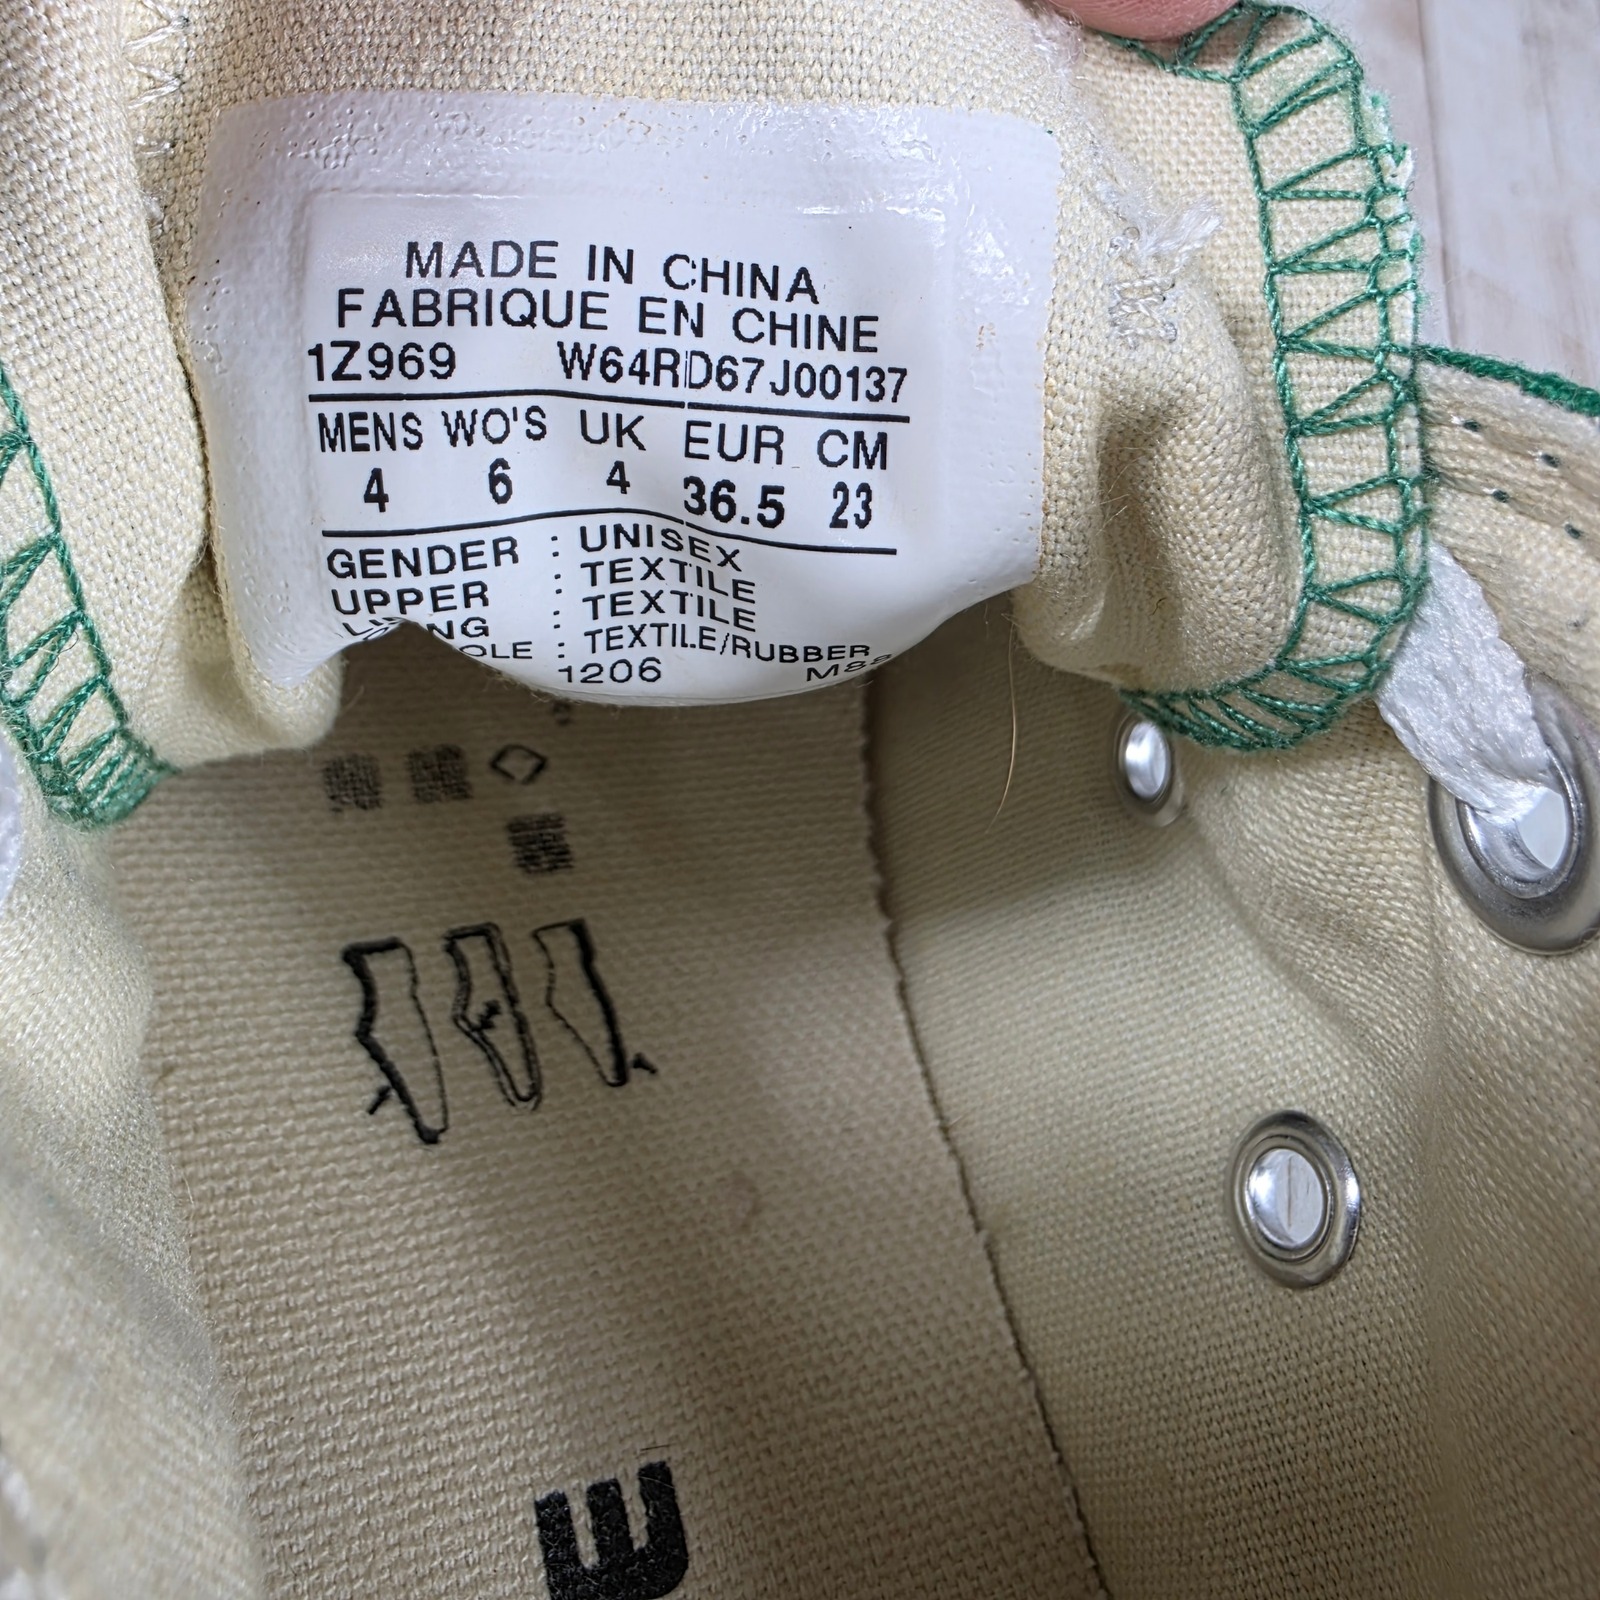 MADE IN CHINA
FABRIQUE EN CHINE
1Z969 W64RD67J00137
MENS WO'S UK EUR CM
4 6 4 36.5 23
GENDER : UNISEX
UPPER : TEXTILE
LINING : TEXTILE
: TEXTILE/RUBBER
1206